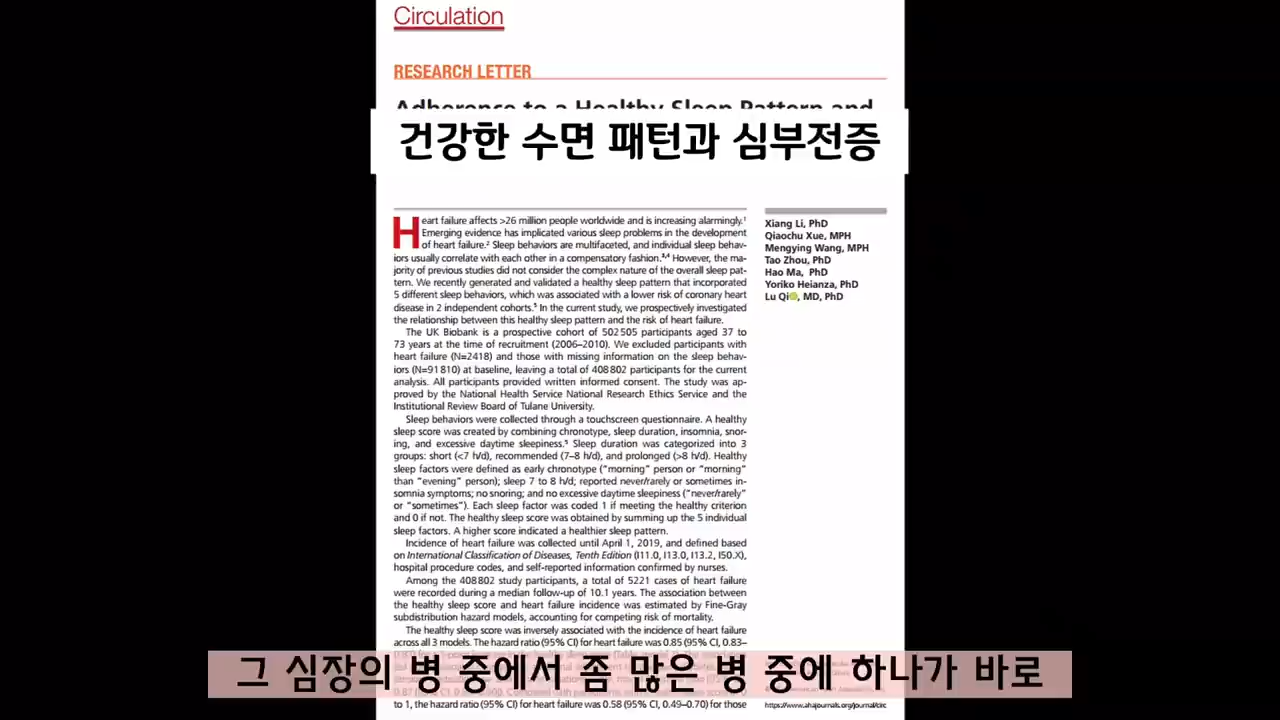 Circulation
RESEARCH LETTER
Adherence to a Healthy Sleep Pattern and
건강한 수면 패턴과 심부전증
Heart failure affects >26 million people worldwide and is increasing alarmingly.1
Emerging evidence has implicated various sleep problems in the development
of heart failure.2 Sleep behaviors are multifaceted, and individual sleep behav-
iors usually correlate with each other in a compensatory fashion.3,4 However, the ma-
jority of previous studies did not consider the complex nature of the overall sleep pat-
tern. We recently generated and validated a healthy sleep pattern that incorporated
5 different sleep behaviors, which was associated with a lower risk of coronary heart
disease in 2 independent cohorts.5 In the current study, we prospectively investigated
the relationship between this healthy sleep pattern and the risk of heart failure.
The UK Biobank is a prospective cohort of 502 505 participants aged 37 to
73 years at the time of recruitment (2006–2010). We excluded participants with
heart failure (N=2418) and those with missing information on the sleep behav-
iors (N=91 810) at baseline, leaving a total of 408 802 participants for the current
analysis. All participants provided written informed consent. The study was ap-
proved by the National Health Service National Research Ethics Service and the
Institutional Review Board of Tulane University.
Sleep behaviors were collected through a touchscreen questionnaire. A healthy
sleep score was created by combining chronotype, sleep duration, insomnia, snor-
ing, and excessive daytime sleepiness.5 Sleep duration was categorized into 3
groups: short (<7 h/d), recommended (7–8 h/d), and prolonged (>8 h/d). Healthy
sleep factors were defined as early chronotype ("morning" person or "morning"
than "evening" person); sleep 7 to 8 h/d; reported never/rarely or sometimes in-
somnia symptoms; no snoring; and no excessive daytime sleepiness ("never/rarely"
or "sometimes"). Each sleep factor was coded 1 if meeting the healthy criterion
and 0 if not. The healthy sleep score was obtained by summing up the 5 individual
sleep factors. A higher score indicated a healthier sleep pattern.
Incidence of heart failure was collected until April 1, 2019, and defined based
on International Classification of Diseases, Tenth Edition (I11.0, I13.0, I13.2, I50.X),
hospital procedure codes, and self-reported information confirmed by nurses.
Among the 408 802 study participants, a total of 5221 cases of heart failure
were recorded during a median follow-up of 10.1 years. The association between
the healthy sleep score and heart failure incidence was estimated by Fine-Gray
subdistribution hazard models, accounting for competing risk of mortality.
The healthy sleep score was inversely associated with the incidence of heart failure
across all 3 models. The hazard ratio (95% CI) for heart failure was 0.85 (95% CI, 0.83–
to 1, the hazard ratio (95% CI) for heart failure was 0.58 (95% CI, 0.49–0.70) for those
Xiang Li, PhD
Qiaochu Xue, MPH
Mengying Wang, MPH
Tao Zhou, PhD
Hao Ma, PhD
Yoriko Heianza, PhD
Lu Qi, MD, PhD
그 심장의 병 중에서 좀 많은 병 중에 하나가 바로
https://www.ahajournals.org/journal/circ